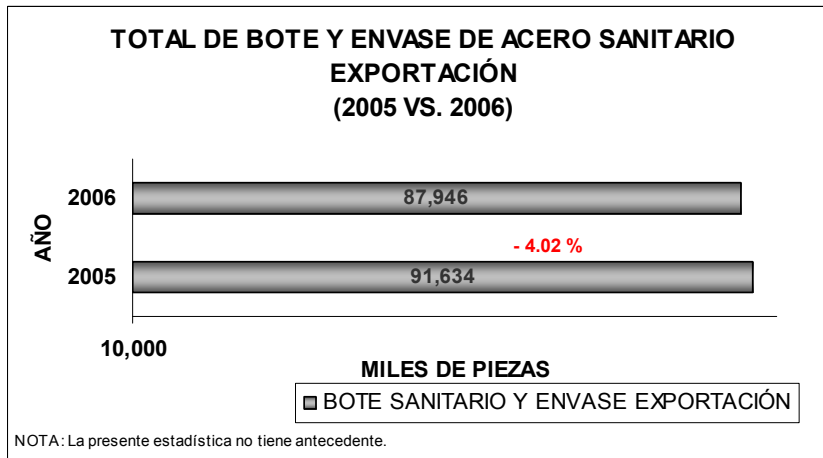 TOTAL DE BOTE Y ENVASE DE ACERO SANITARIO
EXPORTACIÓN
(2005 VS. 2006)
AÑO
2006
87,946
- 4.02 %
2005
91,634
10,000
MILES DE PIEZAS
BOTE SANITARIO Y ENVASE EXPORTACIÓN
NOTA: La presente estadística no tiene antecedente.